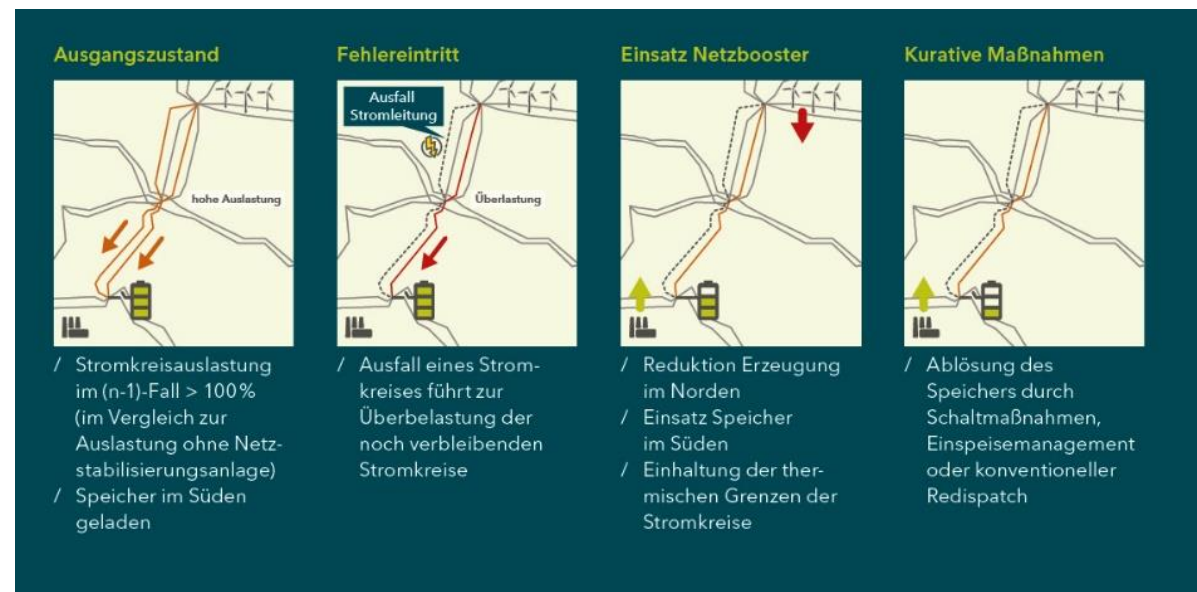 Ausgangszustand
hohe Auslastung
/ Stromkreisauslastung
im (n-1)-Fall > 100%
(im Vergleich zur
Auslastung ohne Netz-
stabilisierungsanlage)
/ Speicher im Süden
geladen
Fehlereintritt
Ausfall
Stromleitung
Überlastung
/ Ausfall eines Strom-
kreises führt zur
Überbelastung der
noch verbleibenden
Stromkreise
Einsatz Netzbooster
/ Reduktion Erzeugung
im Norden
/ Einsatz Speicher
im Süden
/ Einhaltung der ther-
mischen Grenzen der
Stromkreise
Kurative Maßnahmen
/ Ablösung des
Speichers durch
Schaltmaßnahmen,
Einspeisemanagement
oder konventioneller
Redispatch